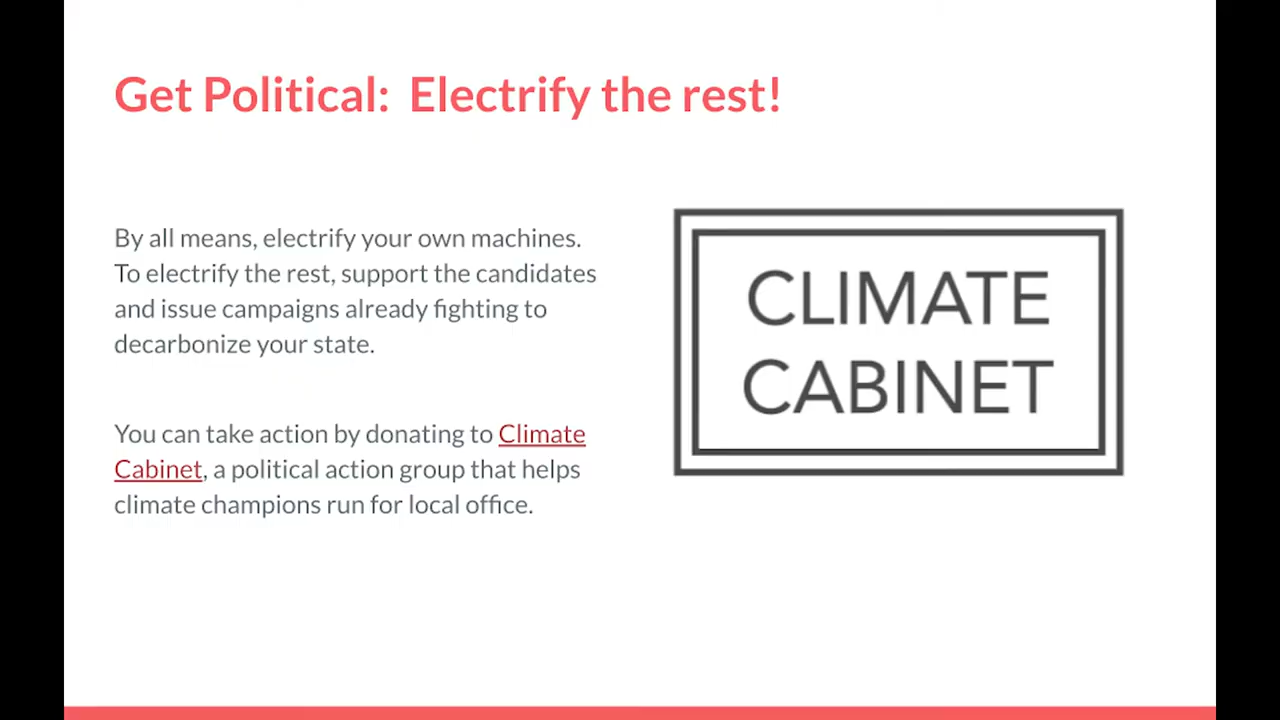 Get Political:  Electrify the rest!
By all means, electrify your own machines.
To electrify the rest, support the candidates
and issue campaigns already fighting to
decarbonize your state.
You can take action by donating to Climate
Cabinet, a political action group that helps
climate champions run for local office.
CLIMATE
CABINET